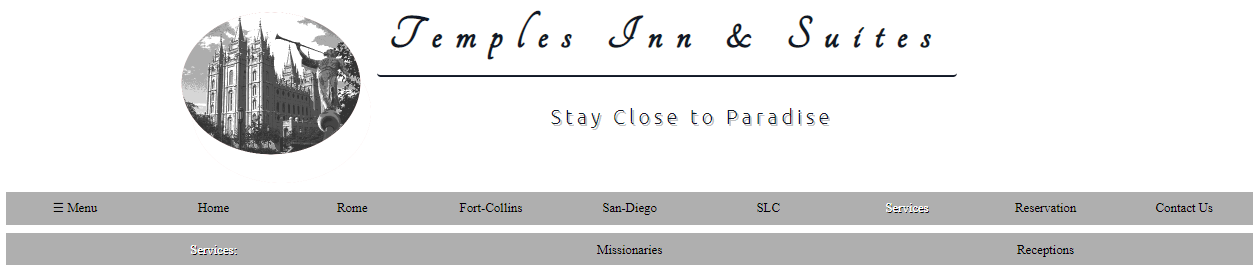 Temples Inn & Suites
Stay Close to Paradise
☰ Menu Home Rome Fort-Collins San-Diego SLC Services Reservation Contact Us
Services: Missionaries Receptions